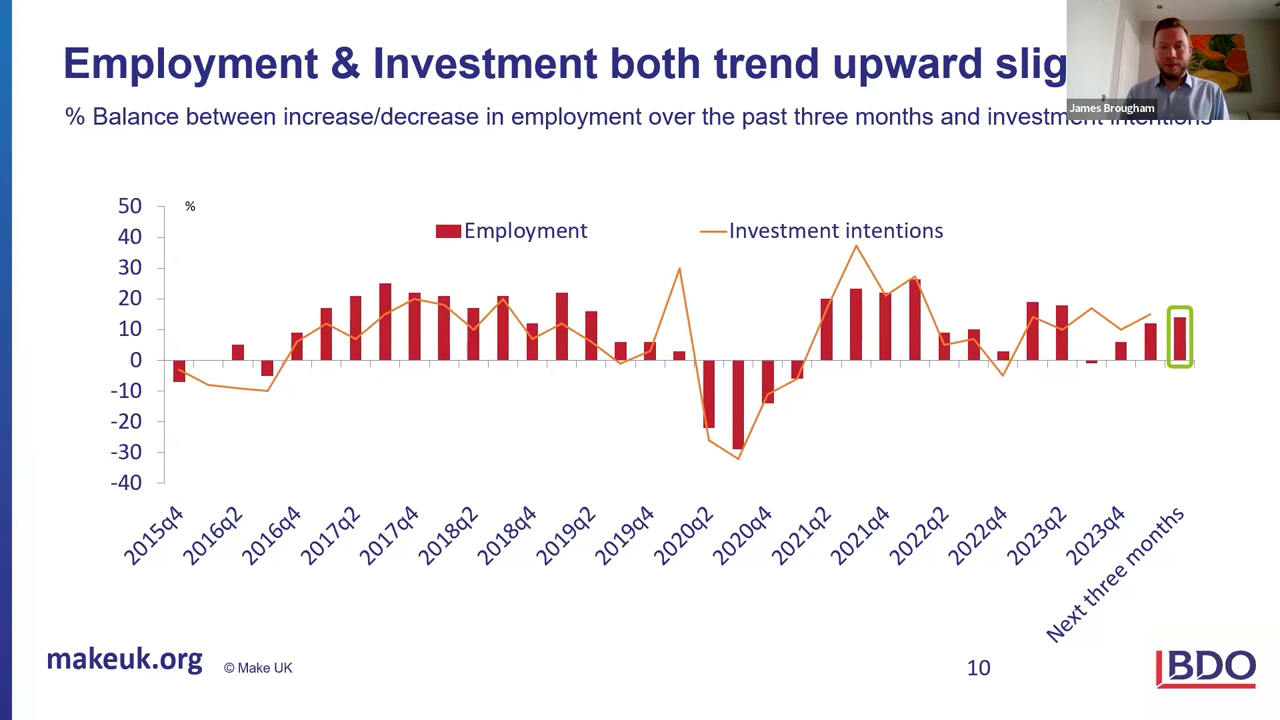 Employment & Investment both trend upward slig
% Balance between increase/decrease in employment over the past three months and investment intentions
James Brougham
50
%
40
Employment
Investment intentions
30
20
10
0
-10
-20
-30
-40
2015q4
2016q2
2016q4
2017q2
2017q4
2018q2
2018q4
2019q2
2019q4
2020q2
2020q4
2021q2
2021q4
2022q2
2022q4
2023q2
2023q4
Next three months
makeuk.org
© Make UK
10
BDO